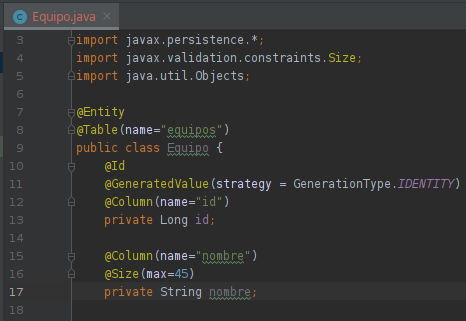 Equipo.java
3 import javax.persistence.*;
4 import javax.validation.constraints.Size;
5 import java.util.Objects;
6
7 @Entity
8 @Table(name="equipos")
9 public class Equipo {
10 @Id
11 @GeneratedValue(strategy = GenerationType.IDENTITY)
12 @Column(name="id")
13 private Long id;
14
15 @Column(name="nombre")
16 @Size(max=45)
17 private String nombre;
18